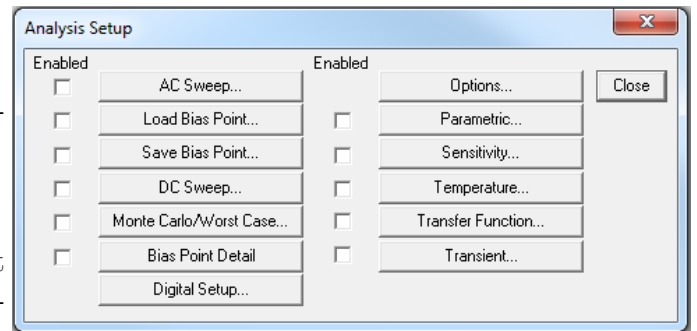 Analysis Setup
Enabled
Enabled
AC Sweep...
Options...
Close
Load Bias Point...
Parametric...
Save Bias Point...
Sensitivity...
DC Sweep...
Temperature...
Monte Carlo/Worst Case...
Transfer Function...
Bias Point Detail
Transient...
Digital Setup...